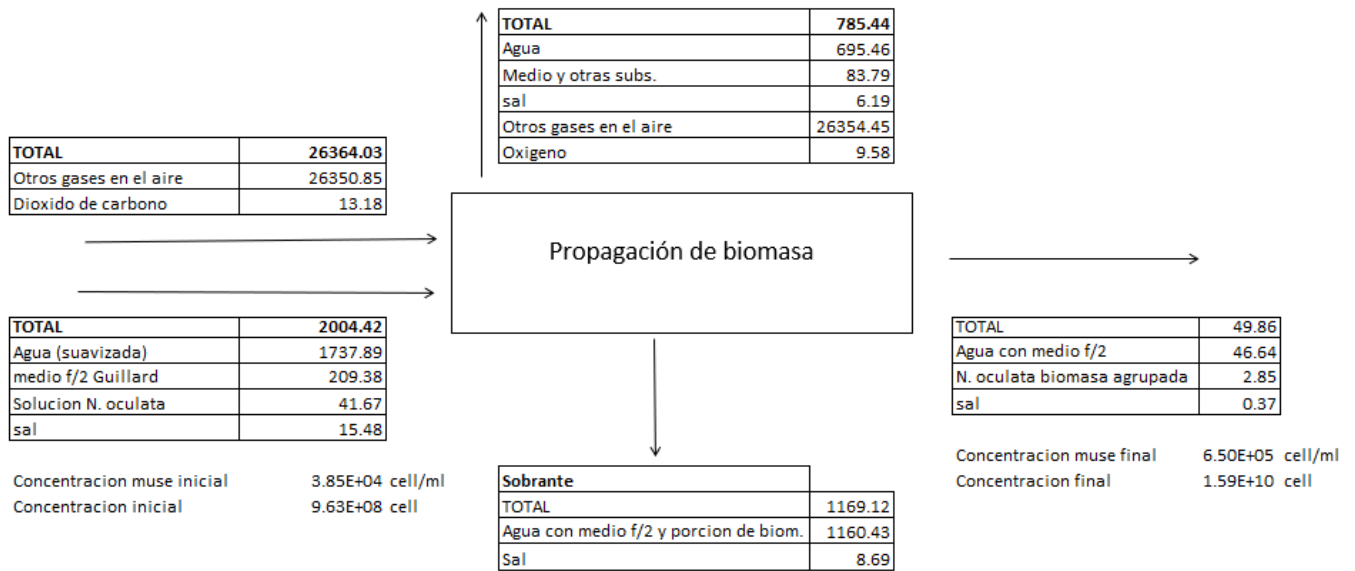 TOTAL 785.44
Agua 695.46
Medio y otras subs. 83.79
sal 6.19
Otros gases en el aire 26354.45
Oxigeno 9.58
TOTAL 26364.03
Otros gases en el aire 26350.85
Dioxido de carbono 13.18
Propagación de biomasa
TOTAL 2004.42
Agua (suavizada) 1737.89
medio f/2 Guillard 209.38
Solucion N. oculata 41.67
sal 15.48
Concentracion muse inicial 3.85E+04 cell/ml
Concentracion inicial 9.63E+08 cell
TOTAL 49.86
Agua con medio f/2 46.64
N. oculata biomasa agrupada 2.85
sal 0.37
Concentracion muse final 6.50E+05 cell/ml
Concentracion final 1.59E+10 cell
Sobrante
TOTAL 1169.12
Agua con medio f/2 y porcion de biom. 1160.43
Sal 8.69